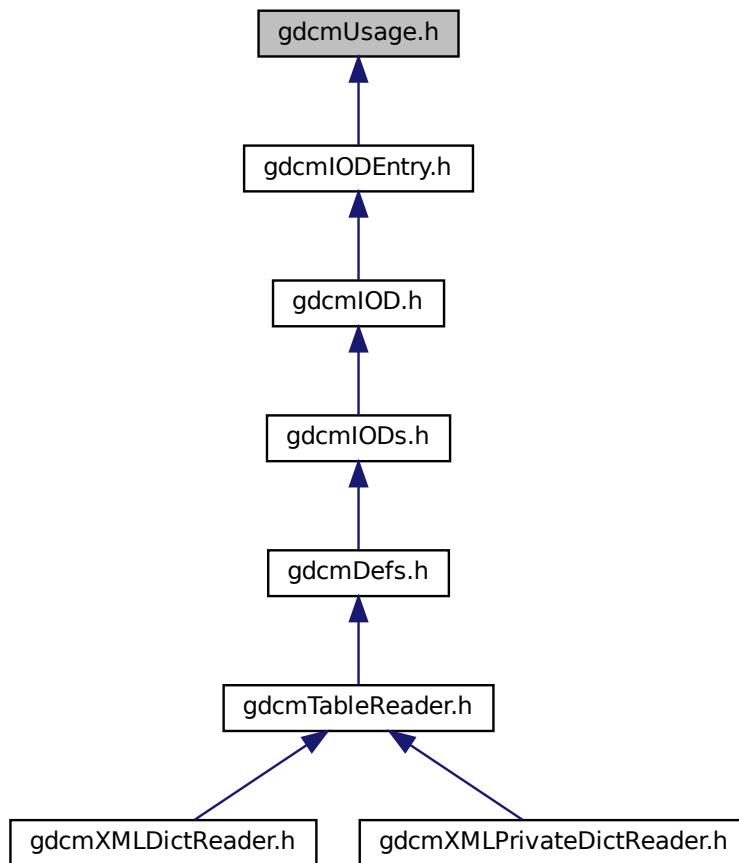 gdcmUsage.h
gdcmIODEntry.h
gdcmIOD.h
gdcmIODs.h
gdcmDefs.h
gdcmTableReader.h
gdcmXMLDictReader.h
gdcmXMLPrivateDictReader.h